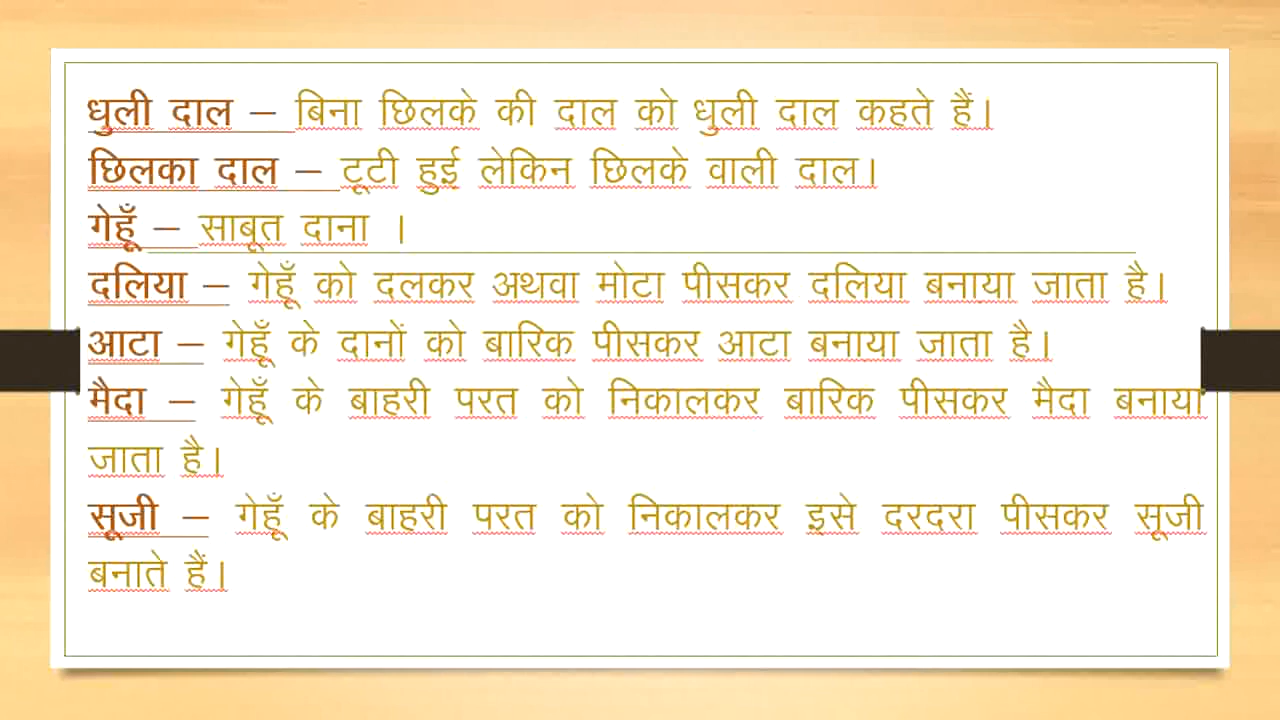 धुली दाल – बिना छिलके की दाल को धुली दाल कहते हैं।
छिलका दाल – टूटी हुई लेकिन छिलके वाली दाल।
गेहूँ – साबूत दाना ।
दलिया – गेहूँ को दलकर अथवा मोटा पीसकर दलिया बनाया जाता है।
आटा – गेहूँ के दानों को बारिक पीसकर आटा बनाया जाता है।
मैदा – गेहूँ के बाहरी परत को निकालकर बारिक पीसकर मैदा बनाया
जाता है।
सूजी – गेहूँ के बाहरी परत को निकालकर इसे दरदरा पीसकर सूजी
बनाते हैं।